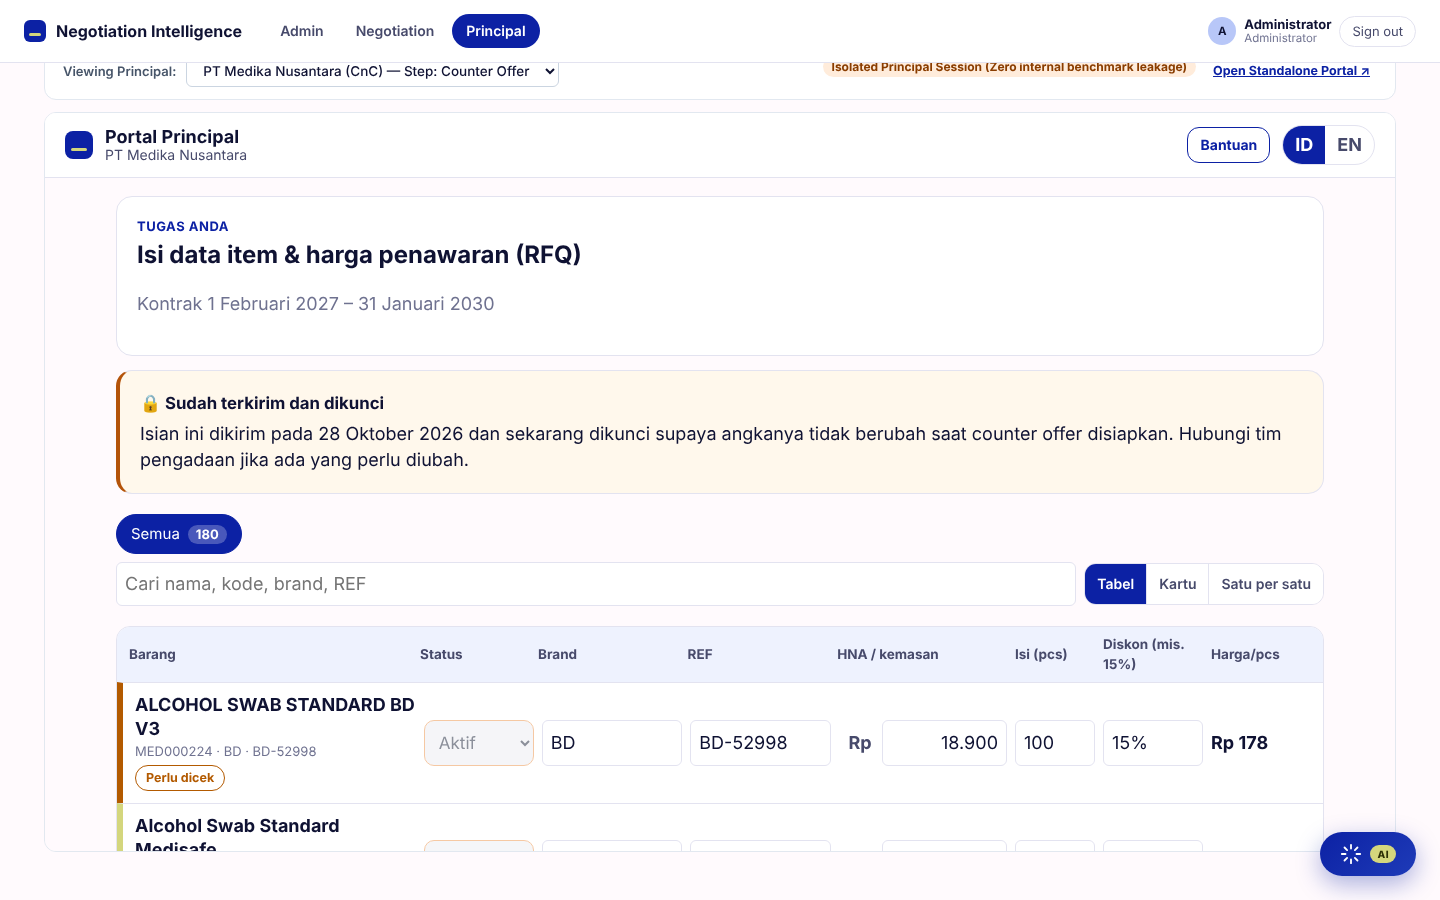 Negotiation Intelligence
Admin
Negotiation
Principal
A
Administrator
Administrator
Sign out
Viewing Principal:
PT Medika Nusantara (CnC) — Step: Counter Offer
Isolated Principal Session (Zero internal benchmark leakage)
Open Standalone Portal ↗
Portal Principal
PT Medika Nusantara
Bantuan
ID
EN
TUGAS ANDA
Isi data item & harga penawaran (RFQ)
Kontrak 1 Februari 2027 – 31 Januari 2030
🔒 Sudah terkirim dan dikunci
Isian ini dikirim pada 28 Oktober 2026 dan sekarang dikunci supaya angkanya tidak berubah saat counter offer disiapkan. Hubungi tim
pengadaan jika ada yang perlu diubah.
Semua 180
Cari nama, kode, brand, REF
Tabel
Kartu
Satu per satu
Barang
Status
Brand
REF
HNA / kemasan
Isi (pcs)
Diskon (mis.
15%)
Harga/pcs
ALCOHOL SWAB STANDARD BD
V3
MED000224 · BD · BD-52998
Perlu dicek
Aktif
BD
BD-52998
Rp
18.900
100
15%
Rp 178
Alcohol Swab Standard
Medisafe
AI